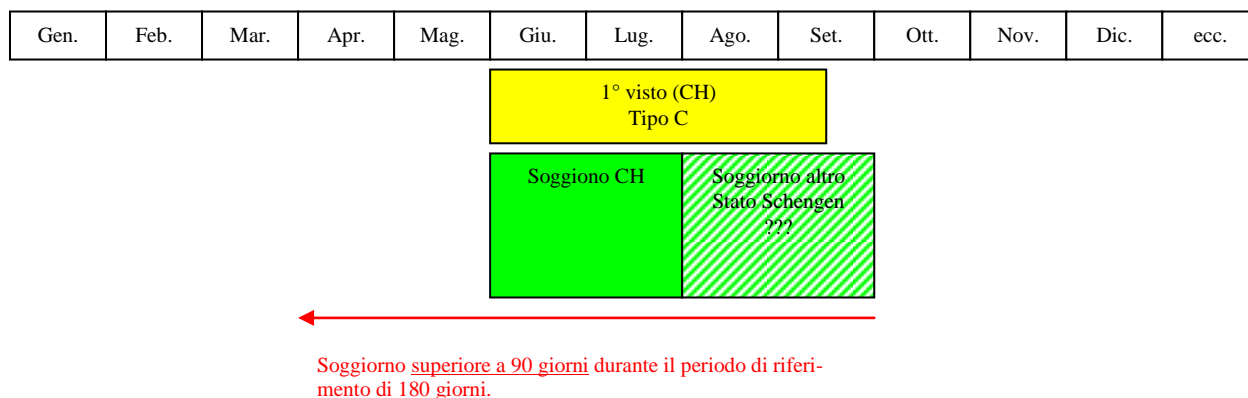 Gen. Feb. Mar. Apr. Mag. Giu. Lug. Ago. Set. Ott. Nov. Dic. ecc.
1° visto (CH)
Tipo C
Soggiono CH
Soggiorno altro
Stato Schengen
???
Soggiorno superiore a 90 giorni durante il periodo di riferi-
mento di 180 giorni.